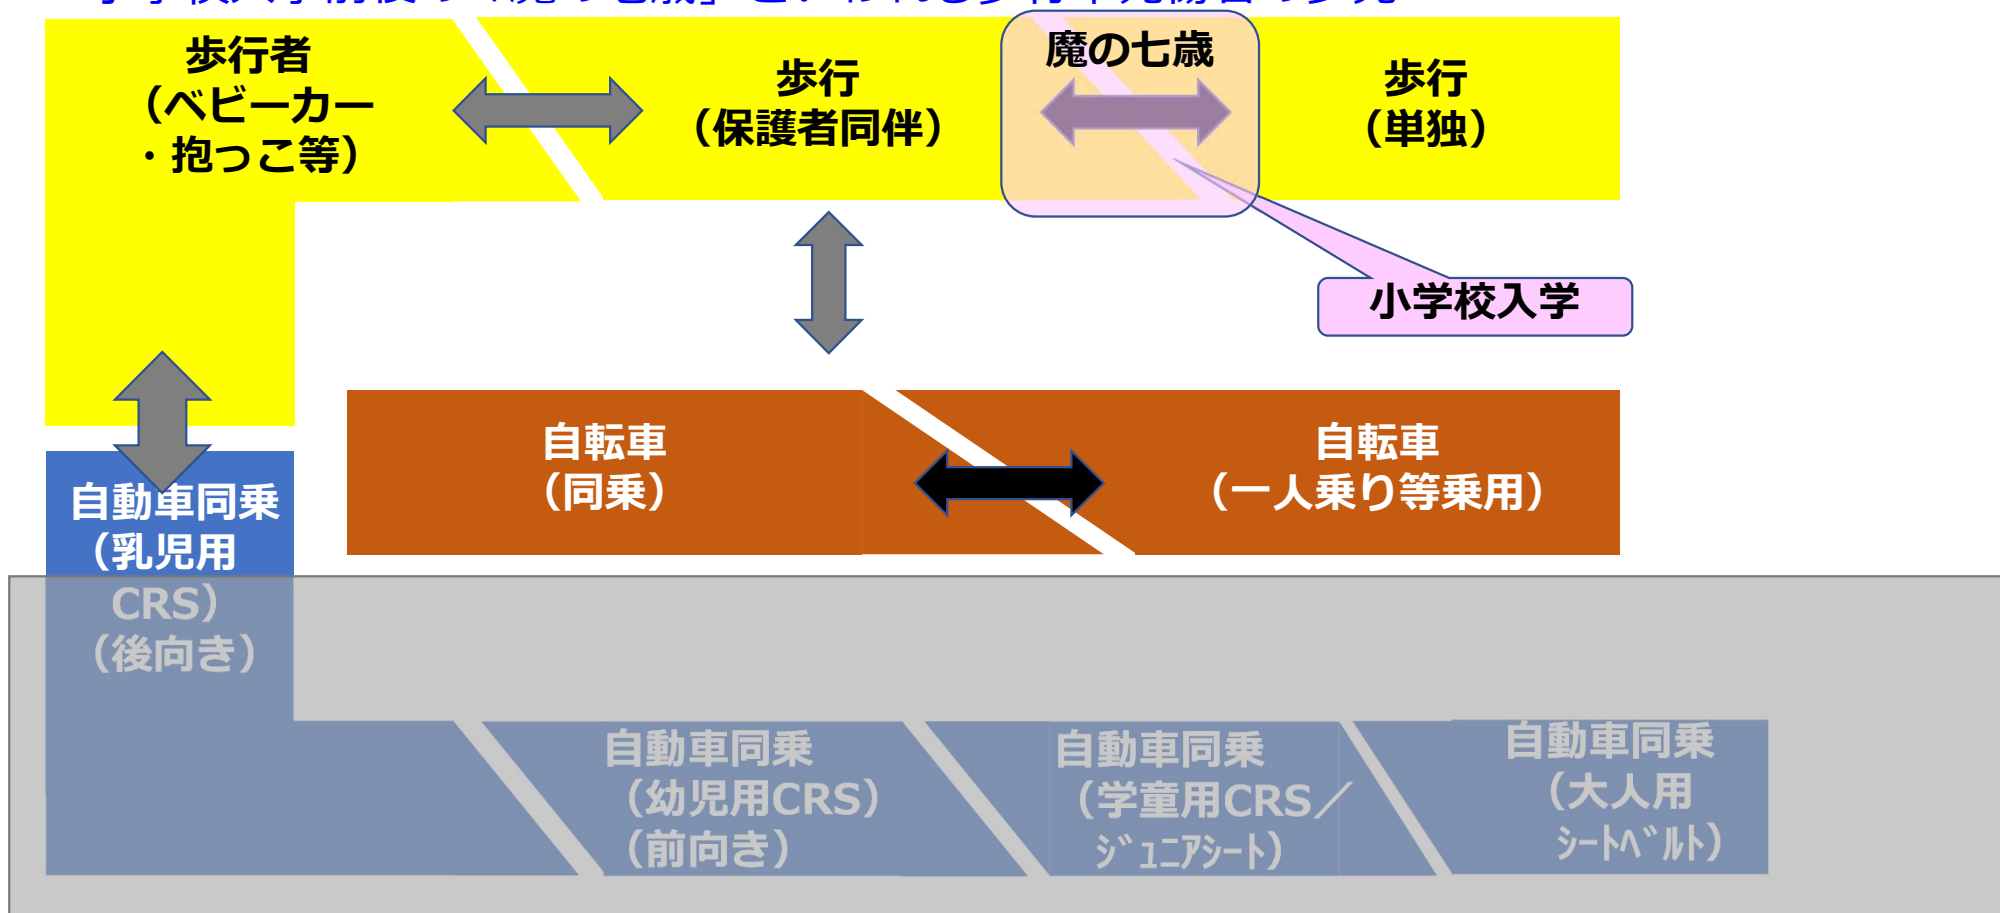 魔の七歳
歩行者
（ベビーカー
・抱っこ等）
歩行
（保護者同伴）
歩行
（単独）
小学校入学
自転車
（同乗）
自転車
（一人乗り等乗用）
自動車同乗
（乳児用
CRS）
（後向き）
自動車同乗
（幼児用CRS）
（前向き）
自動車同乗
（学童用CRS／
ｼﾞｭﾆｱｼｰﾄ）
自動車同乗
（大人用
ｼｰﾄﾍﾞﾙﾄ）